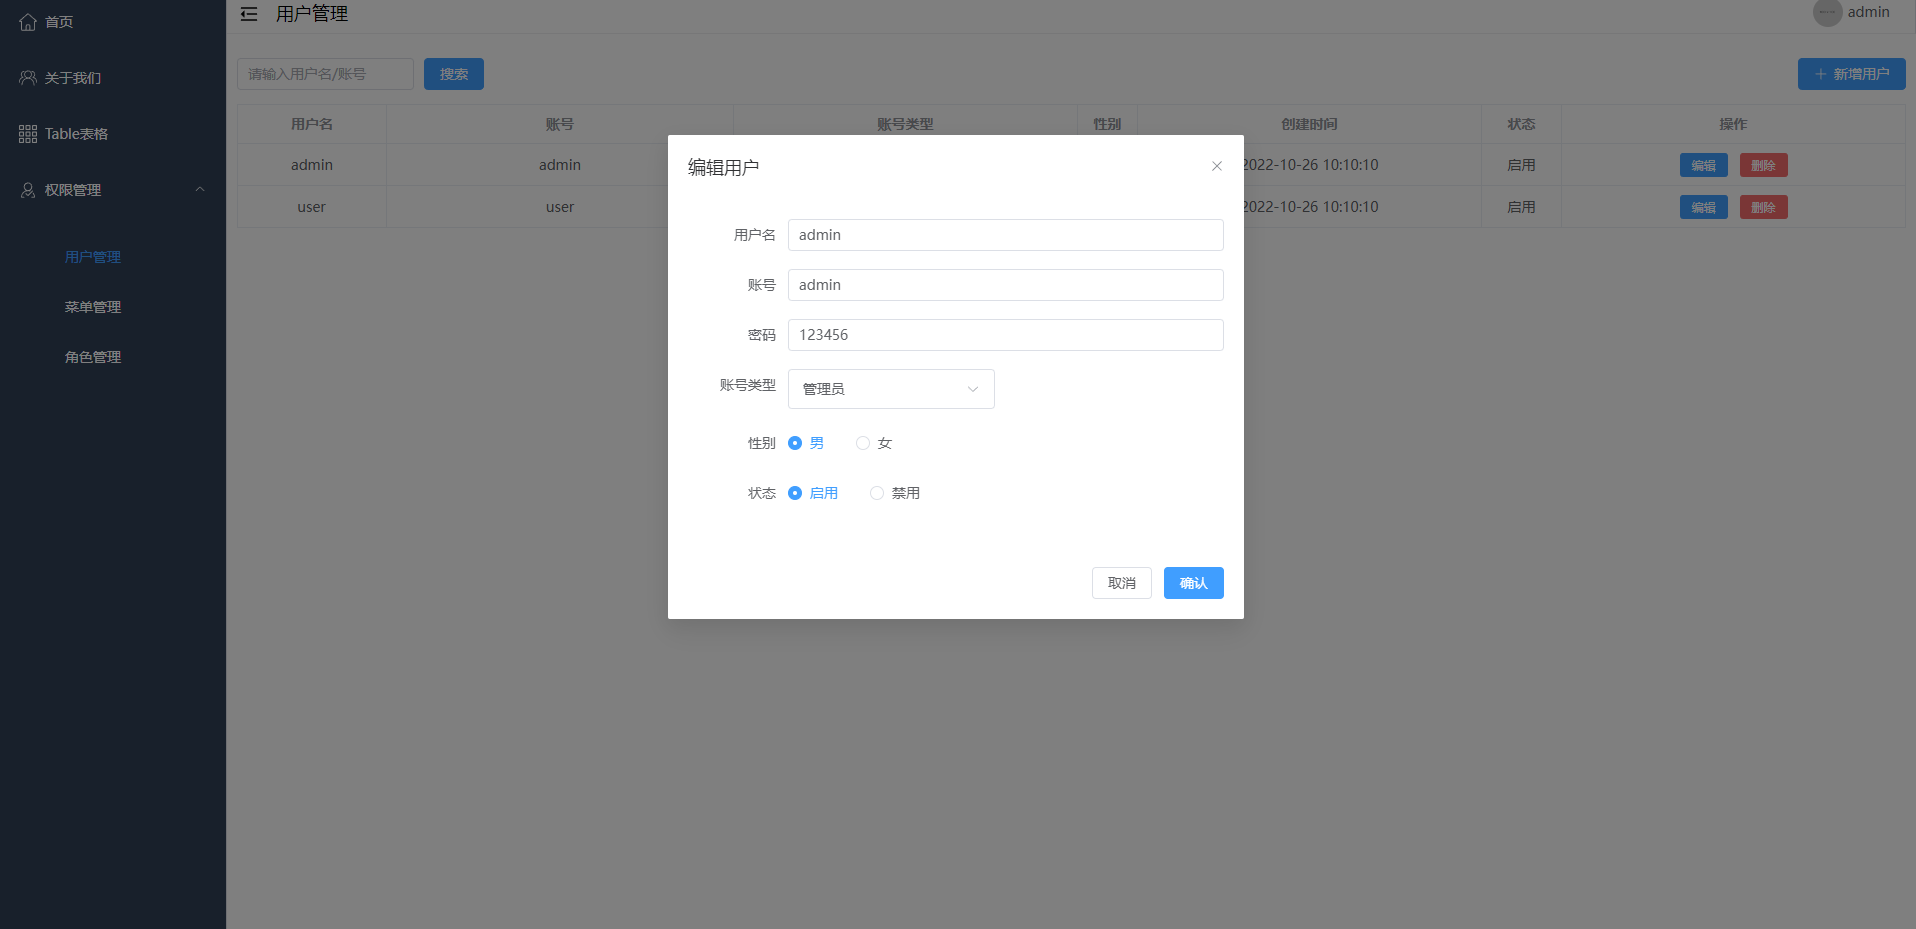 首页
关于我们
Table表格
权限管理
用户管理
菜单管理
角色管理
用户管理
admin
请输入用户名/账号 搜索 新增用户
用户名 账号 账号类型 性别 创建时间 状态 操作
admin admin 2022-10-26 10:10:10 启用 编辑 删除
user user 2022-10-26 10:10:10 启用 编辑 删除
编辑用户
用户名 admin
账号 admin
密码 123456
账号类型 管理员
性别 男 女
状态 启用 禁用
取消 确认